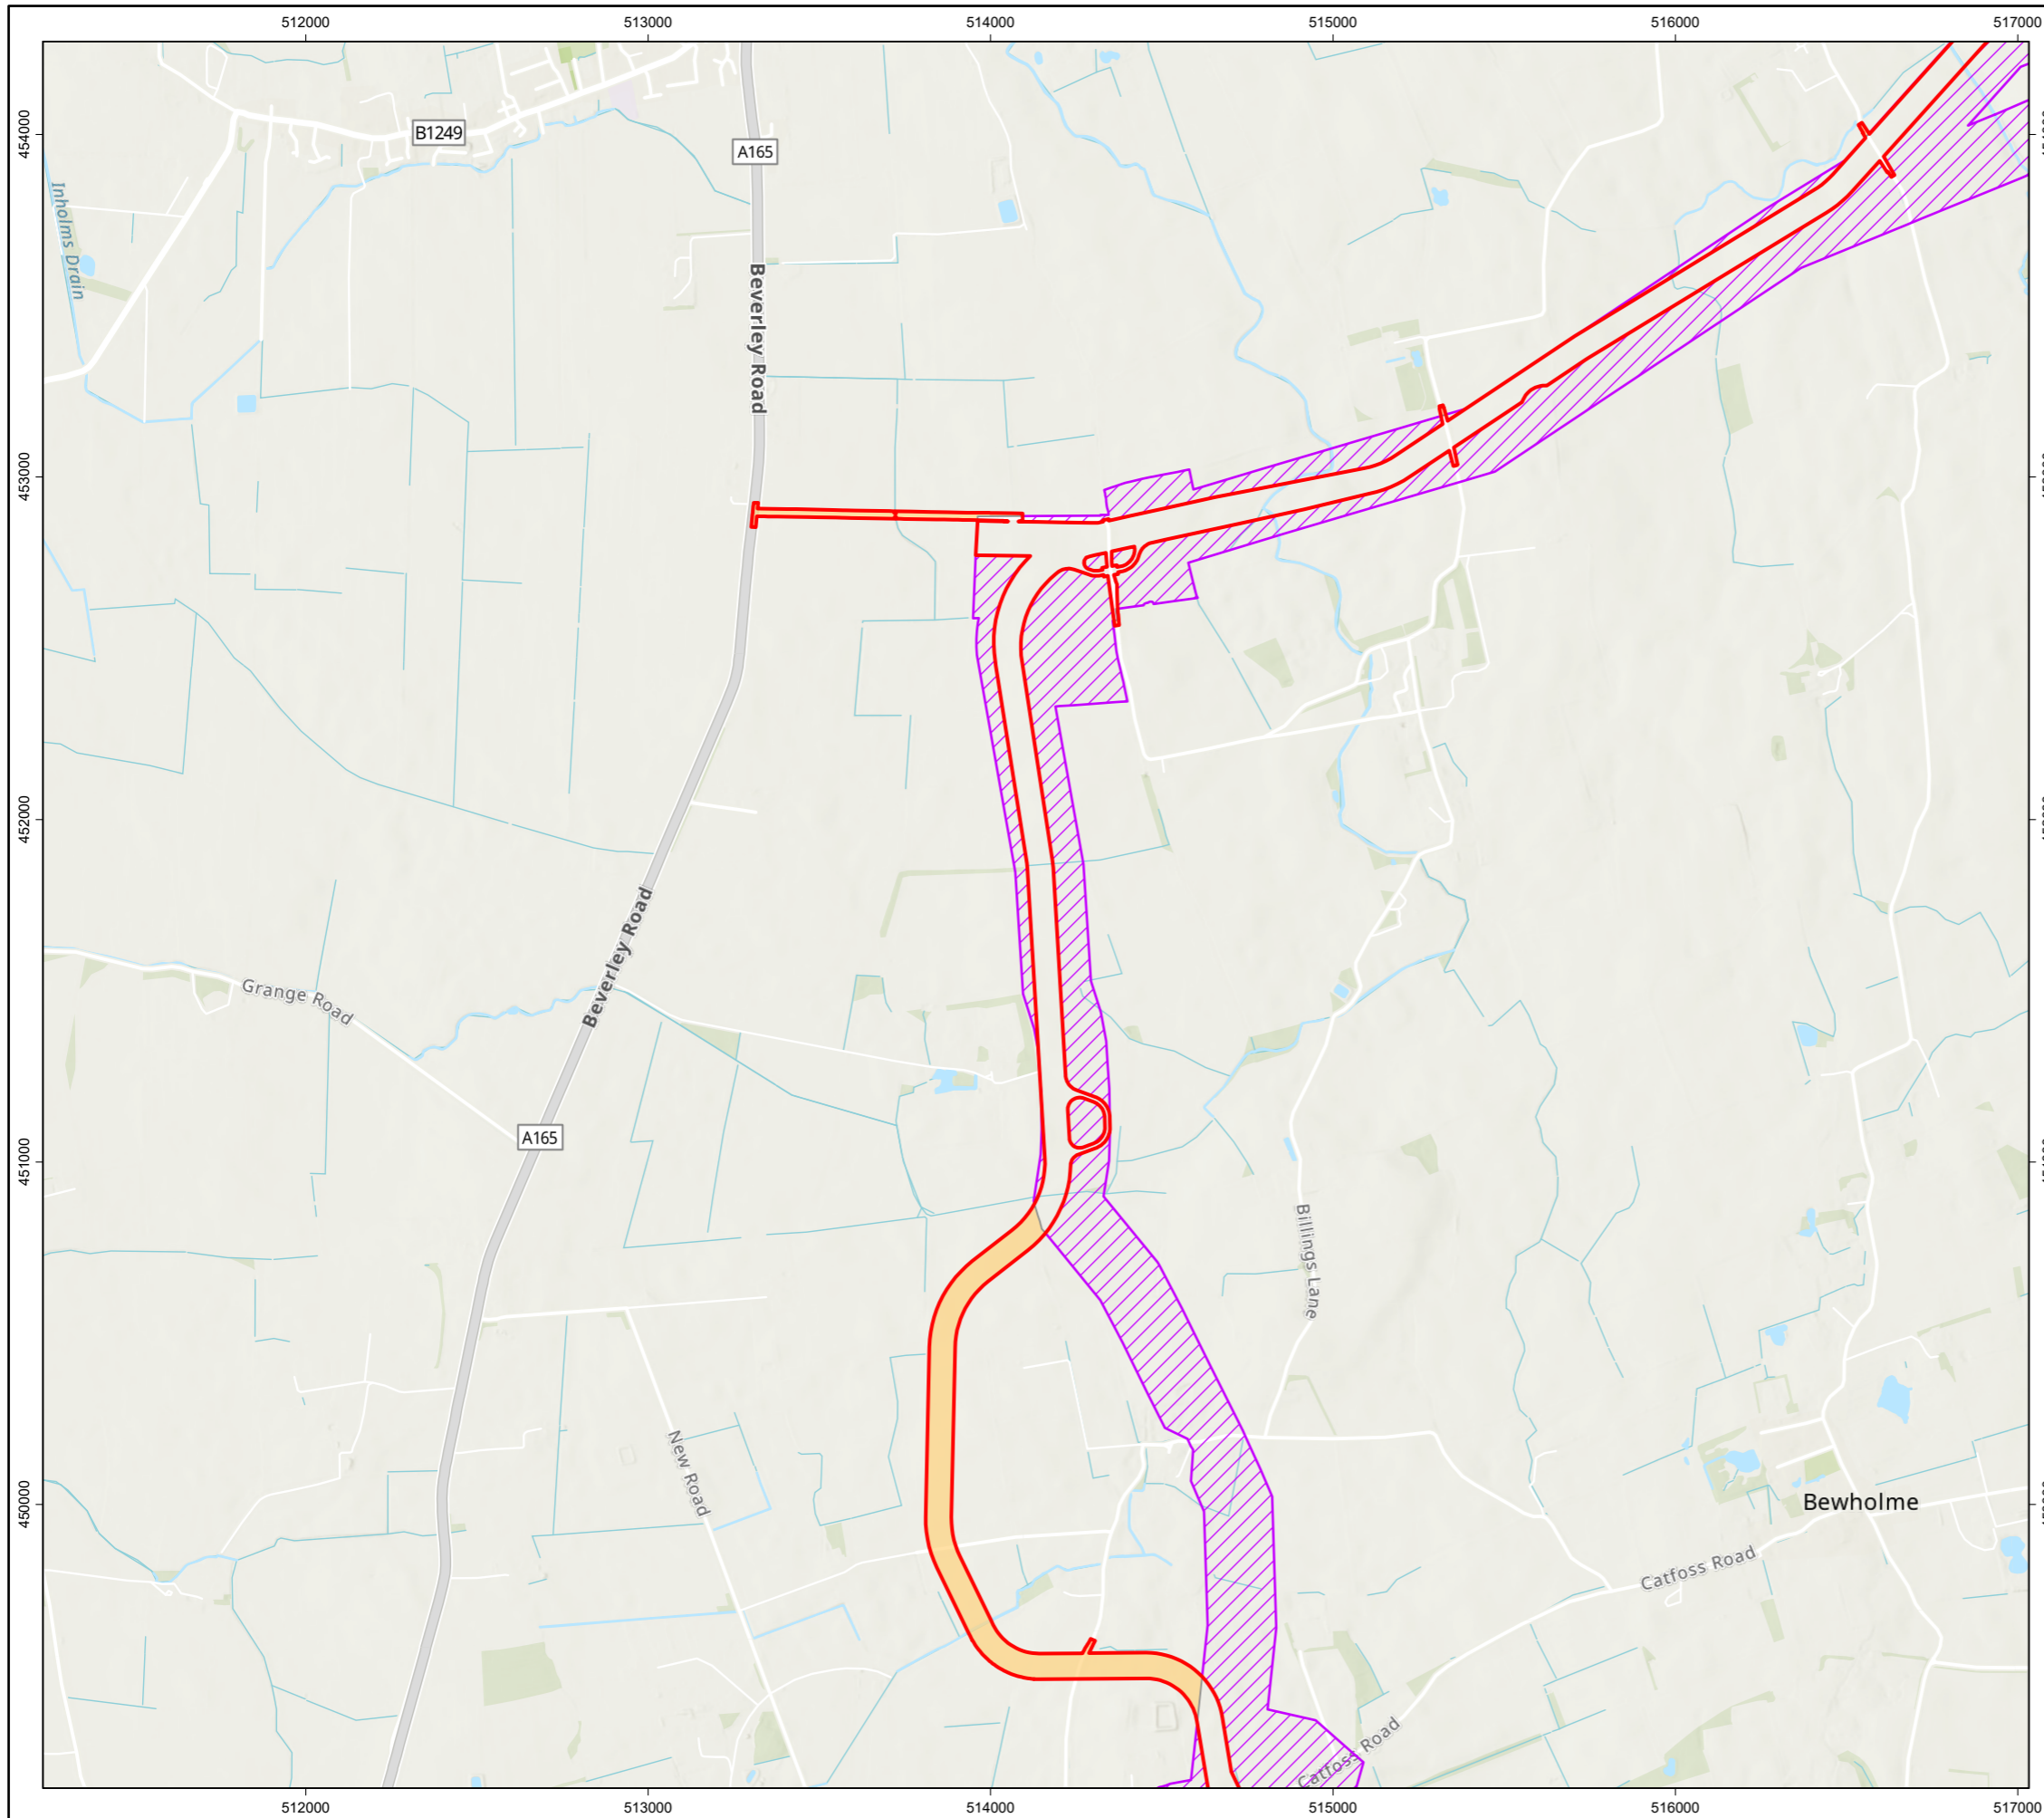 512000 513000 514000 515000 516000 517000
454000
B1249
A165
Inholms Drain
Beverley Road
453000
452000
Beverley Road
Grange Road
A165
451000
Billings Lane
New Road
450000
Bewholme
Catfoss Road
Catfoss Road
512000 513000 514000 515000 516000 517000